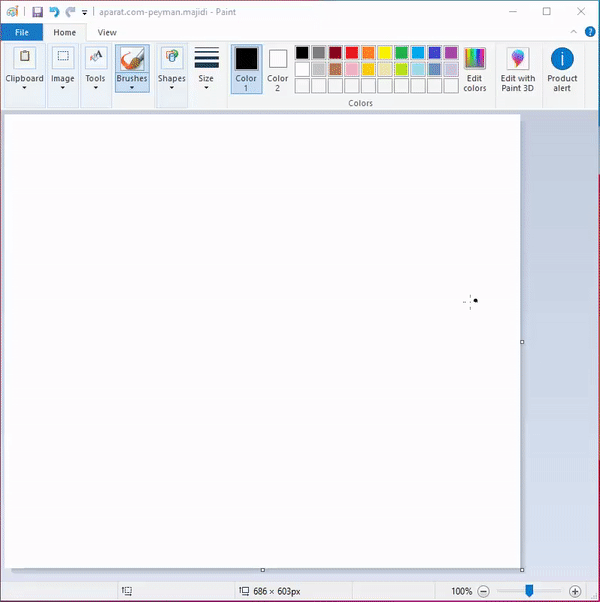 aparat.com-peyman.majidi - Paint
File Home View
Clipboard Image Tools Brushes Shapes Size Color 1 Color 2 Edit colors Edit with Paint 3D Product alert
Colors
686 × 603px 100%